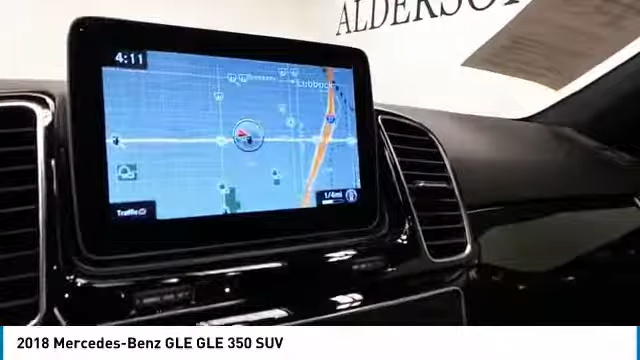 ALDERSO
4:11
Lubbock
Traffic
1/4mi
2018 Mercedes-Benz GLE GLE 350 SUV